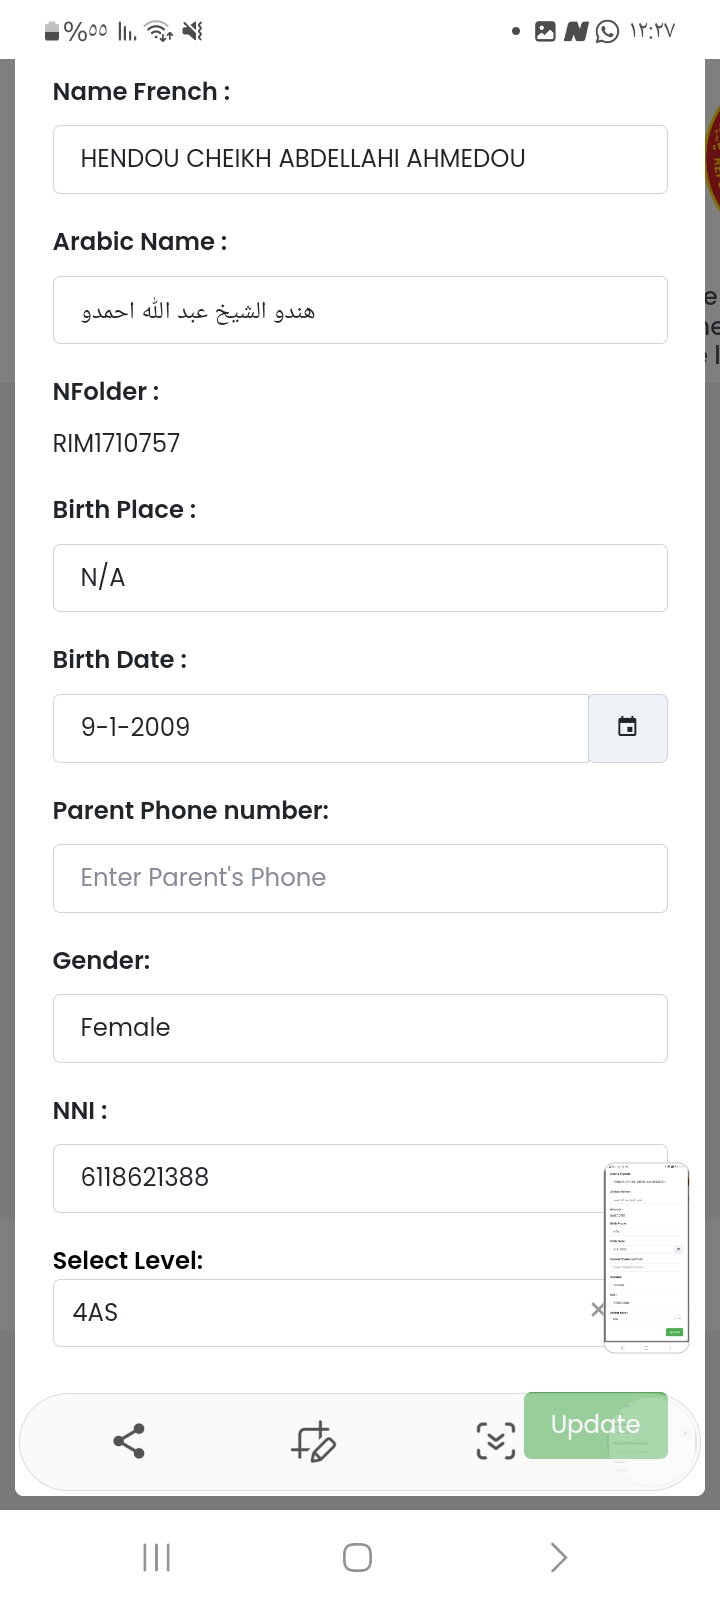 %٥٥
١٢:٢٧
Name French :
HENDOU CHEIKH ABDELLAHI AHMEDOU
Arabic Name :
هندو الشيخ عبد الله احمدو
NFolder :
RIM1710757
Birth Place :
N/A
Birth Date :
9-1-2009
Parent Phone number:
Enter Parent's Phone
Gender:
Female
NNI :
6118621388
Select Level:
4AS
Update